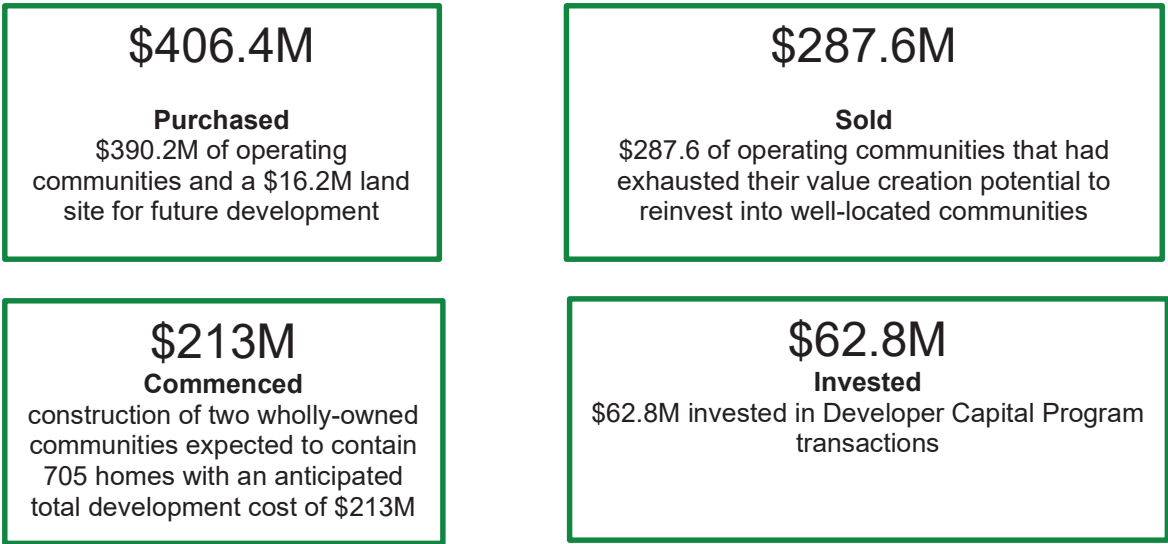 $406.4M
Purchased
$390.2M of operating
communities and a $16.2M land
site for future development
$287.6M
Sold
$287.6 of operating communities that had
exhausted their value creation potential to
reinvest into well-located communities
$213M
Commenced
construction of two wholly-owned
communities expected to contain
705 homes with an anticipated
total development cost of $213M
$62.8M
Invested
$62.8M invested in Developer Capital Program
transactions